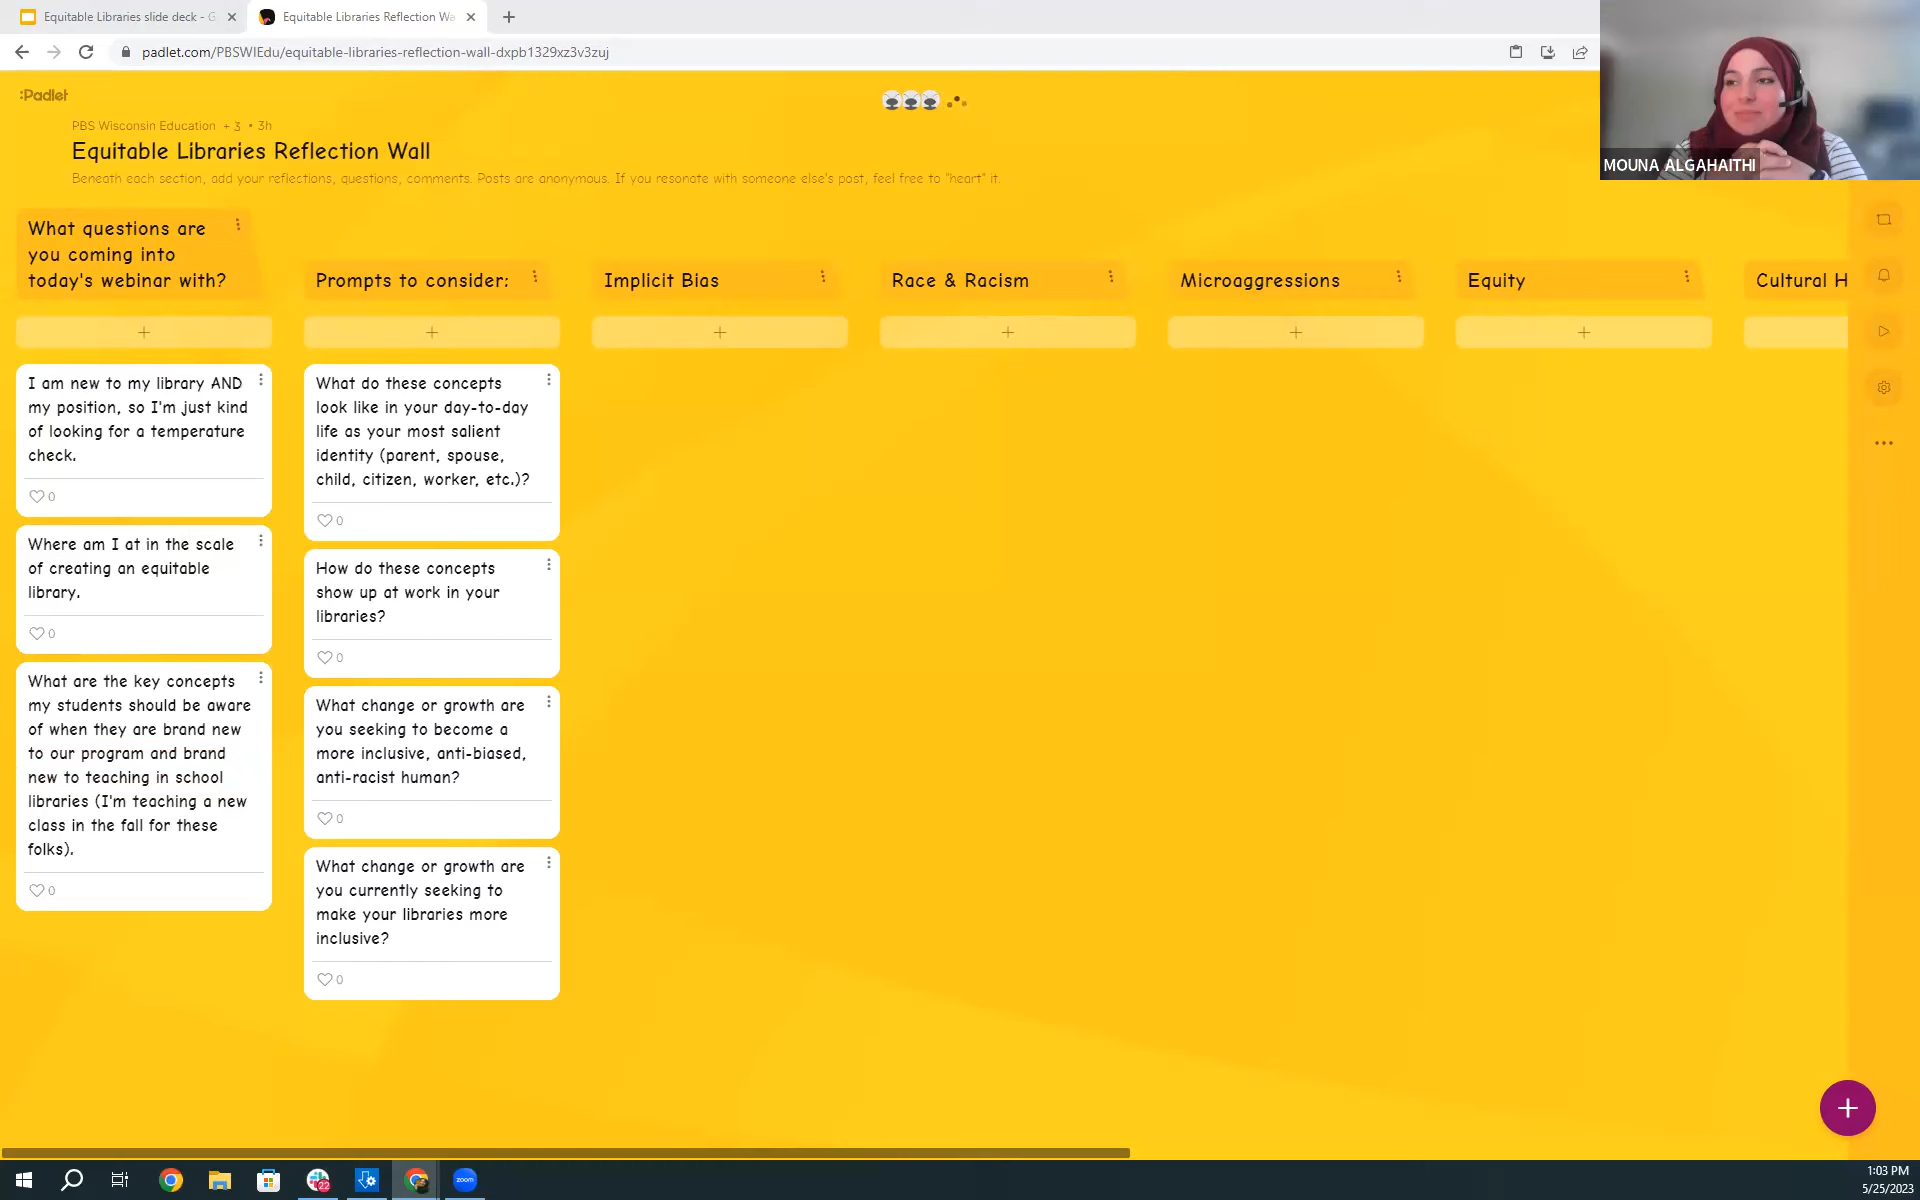 Equitable Libraries slide deck - G
Equitable Libraries Reflection Wa
padlet.com/PBSWIEdu/equitable-libraries-reflection-wall-dxpb1329xz3v3zuj
:Padlet
PBS Wisconsin Education + 3 • 3h
Equitable Libraries Reflection Wall
Beneath each section, add your reflections, questions, comments. Posts are anonymous. If you resonate with someone else's post, feel free to "heart" it.
MOUNA ALGAHAITHI
What questions are
you coming into
today's webinar with?
I am new to my library AND
my position, so I'm just kind
of looking for a temperature
check.
0
Where am I at in the scale
of creating an equitable
library.
0
What are the key concepts
my students should be aware
of when they are brand new
to our program and brand
new to teaching in school
libraries (I'm teaching a new
class in the fall for these
folks).
0
Prompts to consider:
What do these concepts
look like in your day-to-day
life as your most salient
identity (parent, spouse,
child, citizen, worker, etc.)?
0
How do these concepts
show up at work in your
libraries?
0
What change or growth are
you seeking to become a
more inclusive, anti-biased,
anti-racist human?
0
What change or growth are
you currently seeking to
make your libraries more
inclusive?
0
Implicit Bias
Race & Racism
Microaggressions
Equity
Cultural H
22
zoom
1:03 PM
5/25/2023